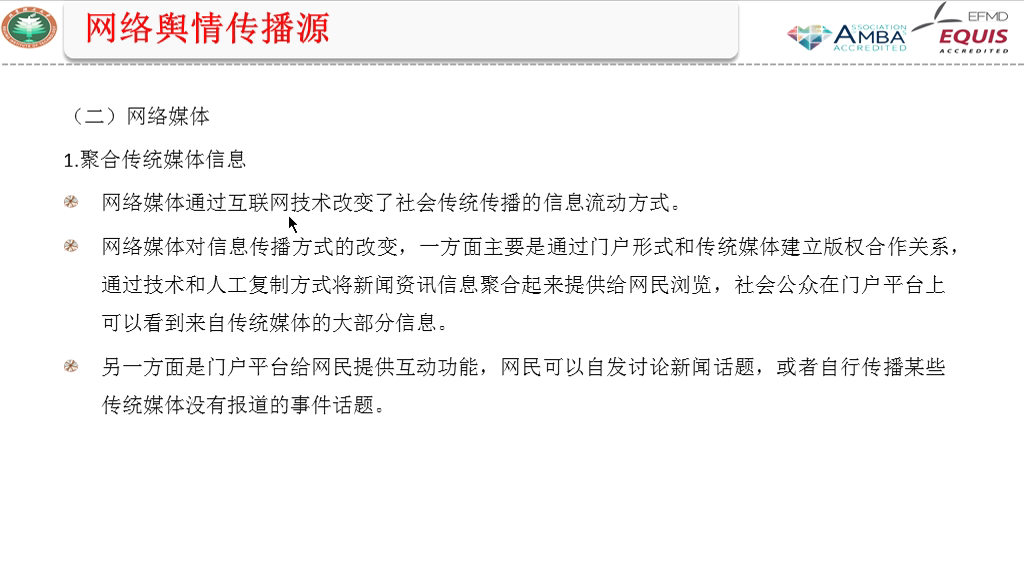 网络舆情传播源
ASSOCIATION
AMBA
ACCREDITED
EFMD
EQUIS
ACCREDITED
（二）网络媒体
1.聚合传统媒体信息
网络媒体通过互联网技术改变了社会传统传播的信息流动方式。
网络媒体对信息传播方式的改变，一方面主要是通过门户形式和传统媒体建立版权合作关系，
通过技术和人工复制方式将新闻资讯信息聚合起来提供给网民浏览，社会公众在门户平台上
可以看到来自传统媒体的大部分信息。
另一方面是门户平台给网民提供互动功能，网民可以自发讨论新闻话题，或者自行传播某些
传统媒体没有报道的事件话题。